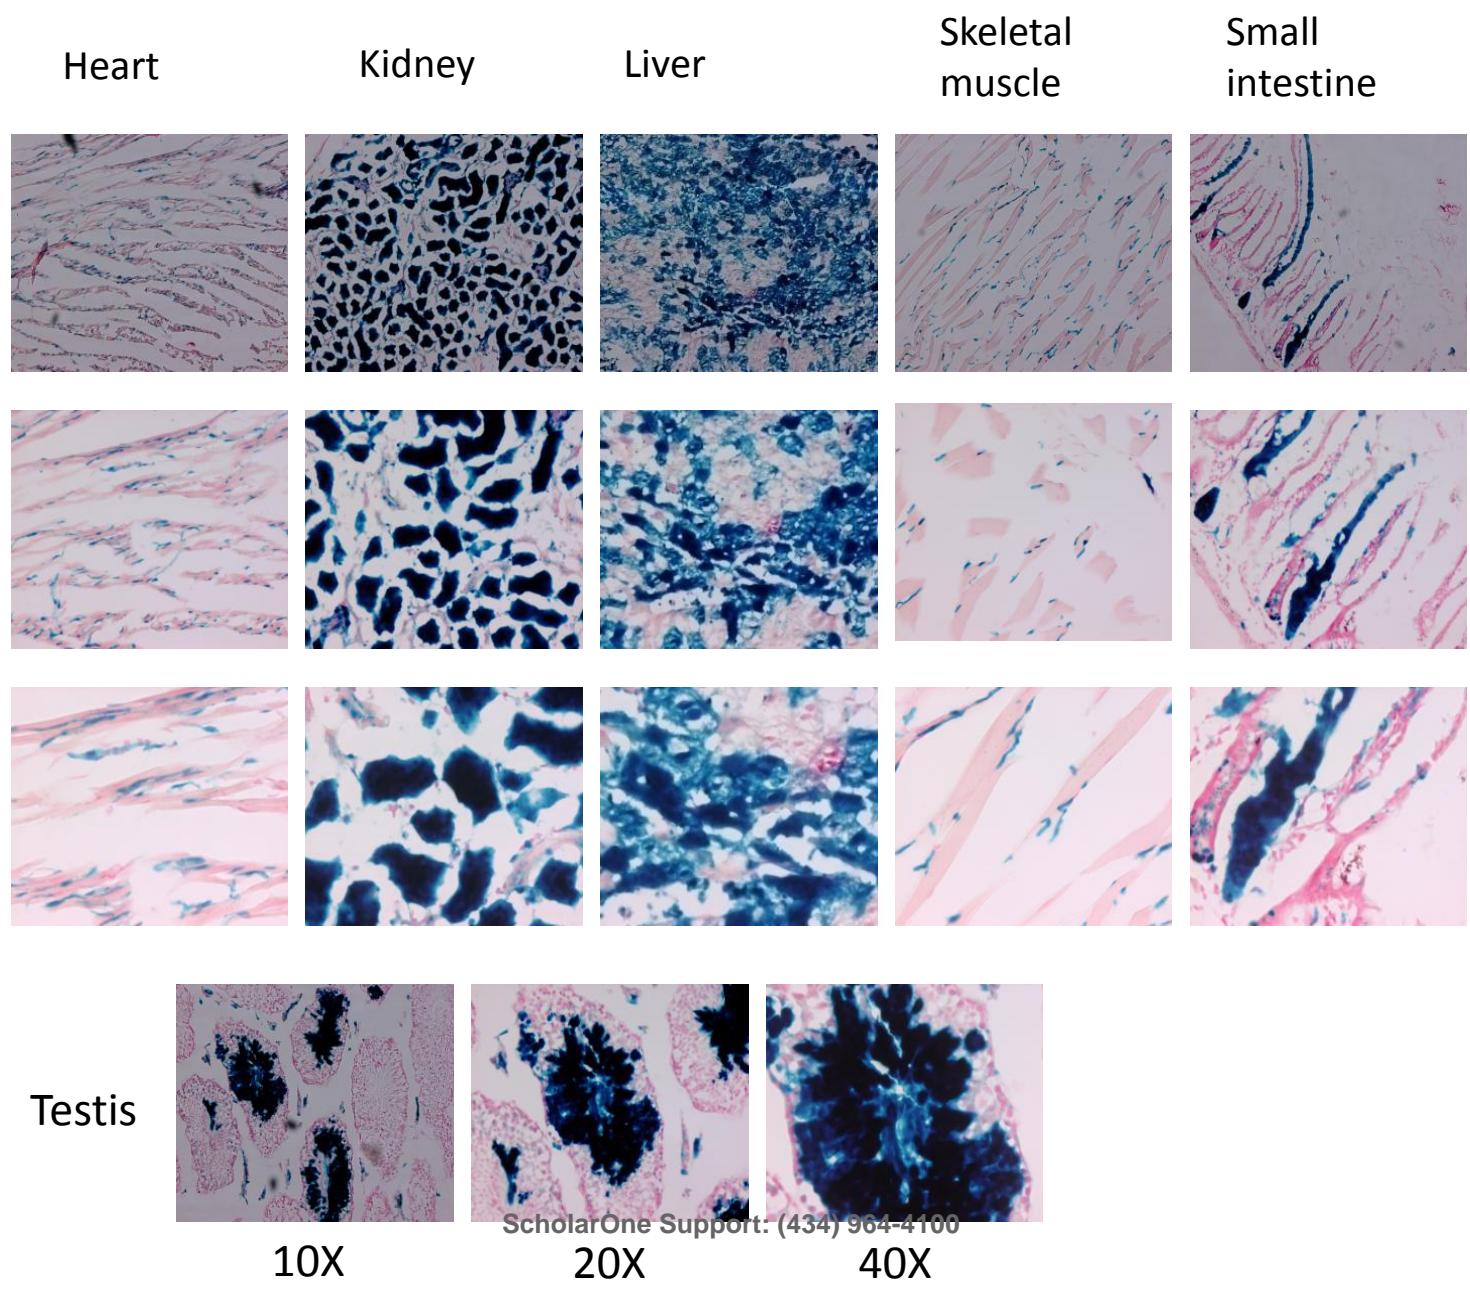 Heart
Kidney
Liver
Skeletal
muscle
Small
intestine
Testis
ScholarOne Support: (434) 964-4100
10X
20X
40X